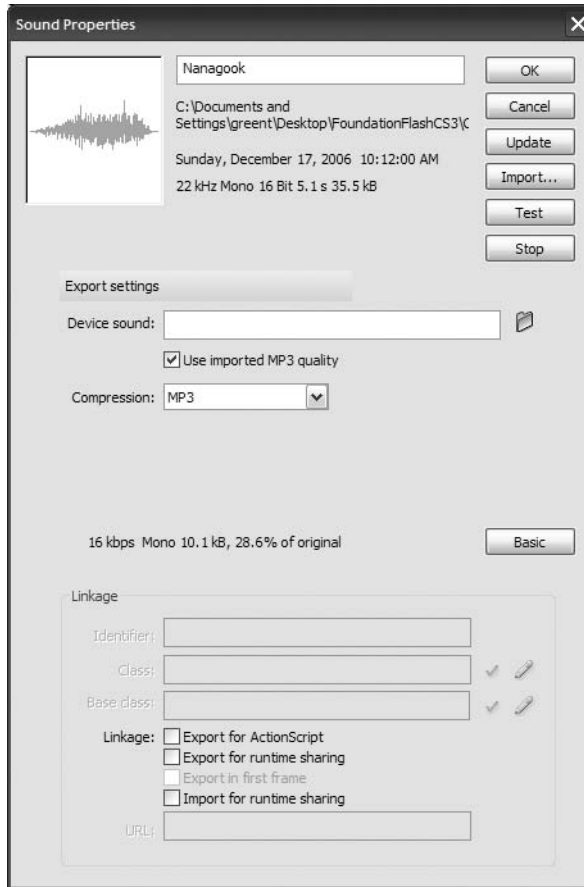 Sound Properties
Nanagook
OK
C:\Documents and
Settings\greent\Desktop\FoundationFlashCS3\C
Cancel
Update
Sunday, December 17, 2006 10:12:00 AM
22 kHz Mono 16 Bit 5.1 s 35.5 kB
Import...
Test
Stop
Export settings
Device sound:
Use imported MP3 quality
Compression: MP3
16 kbps Mono 10.1 kB, 28.6% of original
Basic
Linkage
Identifier:
Class:
Base class:
Linkage: Export for ActionScript
Export for runtime sharing
Export in first frame
Import for runtime sharing
URL: